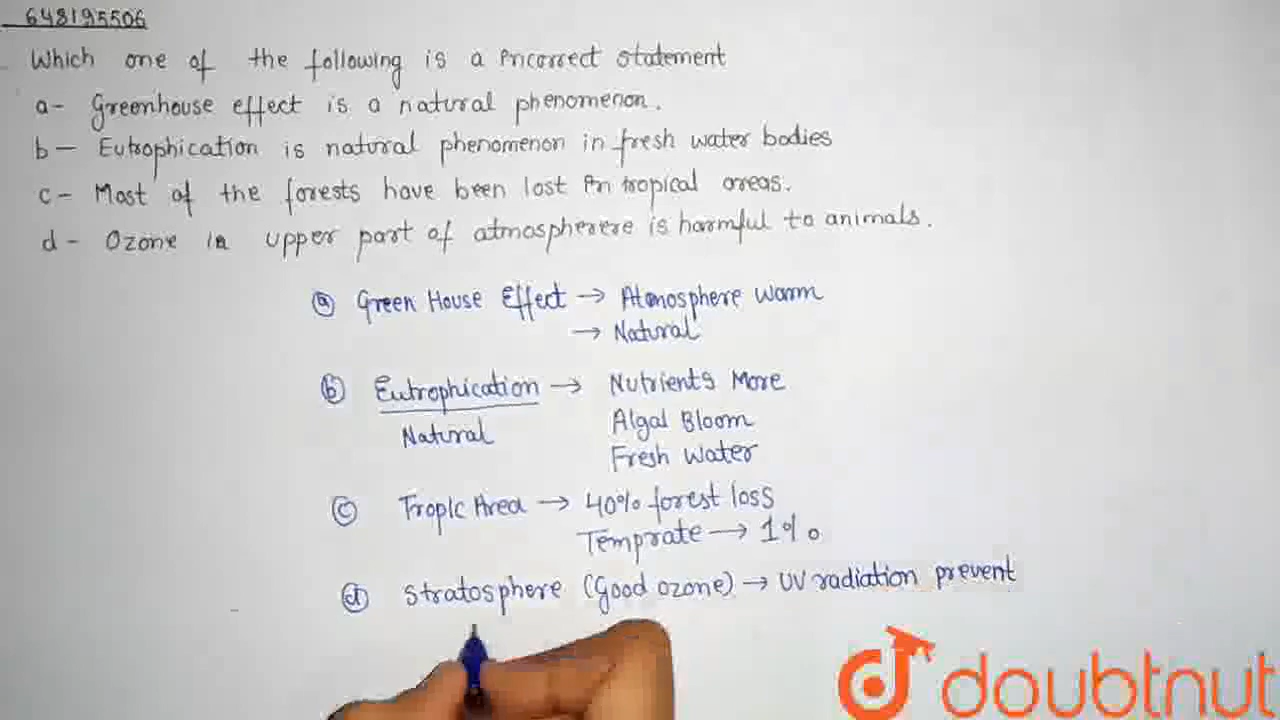 648195506
Which one of the following is a incorrect statement
a- Greenhouse effect is a natural phenomenon.
b- Eutrophication is natural phenomenon in fresh water bodies
c- Most of the forests have been lost in tropical areas.
d- Ozone in upper part of atmospherere is harmful to animals.
(a) Green House Effect → Atmosphere warm
→ Natural
(b) Eutrophication → Nutrients More
Natural Algal Bloom
Fresh Water
(c) Tropic Area → 40% forest loss
Temprate → 1%
(d) Stratosphere (Good ozone) → UV radiation prevent
doubtnut